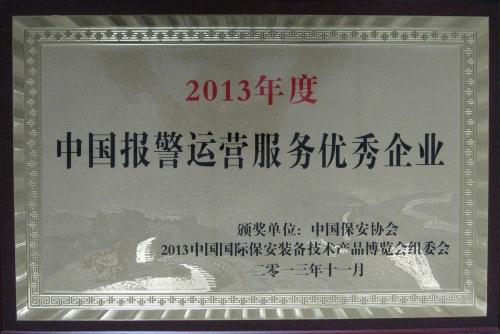 2013年度
中国报警运营服务优秀企业
颁奖单位：中国保安协会
2013中国国际保安装备技术产品博览会组委会
二零一三年十一月